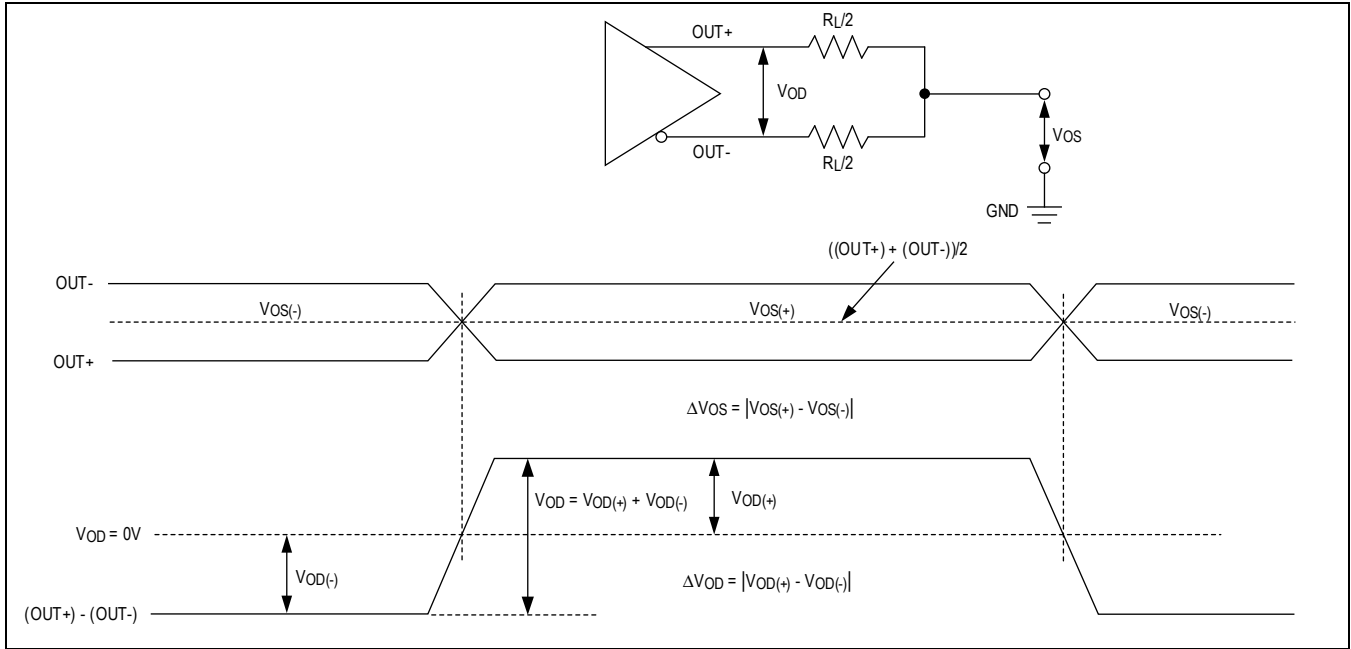 OUT+
RL/2
VOD
OUT-
RL/2
VOS
GND
((OUT+) + (OUT-))/2
OUT-
VOS(-)
VOS(+)
VOS(-)
OUT+
ΔVOS = |VOS(+) - VOS(-)|
VOD = VOD(+) + VOD(-)
VOD(+)
VOD = 0V
VOD(-)
ΔVOD = |VOD(+) - VOD(-)|
(OUT+) - (OUT-)